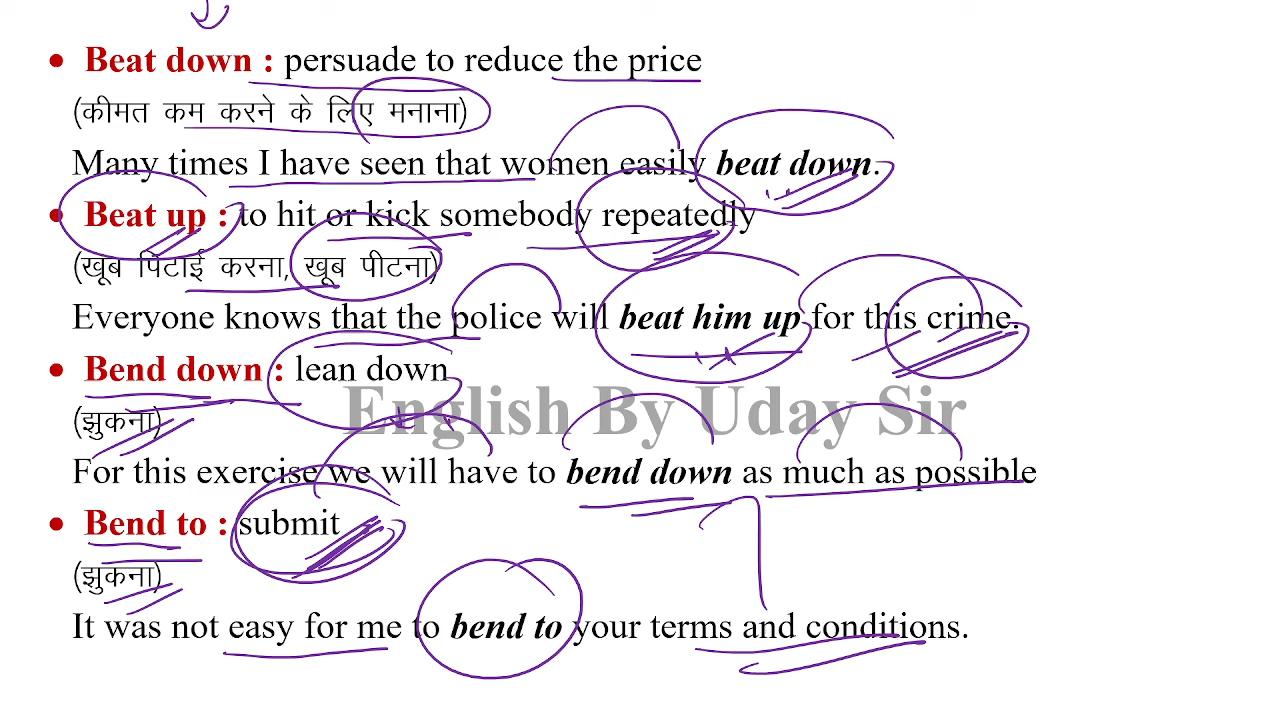 • Beat down : persuade to reduce the price
(कीमत कम करने के लिए मनाना)
Many times I have seen that women easily beat down.
• Beat up : to hit or kick somebody repeatedly
(खूब पिटाई करना, खूब पीटना)
Everyone knows that the police will beat him up for this crime.
• Bend down : lean down
English By Uday Sir
(झुकना)
For this exercise we will have to bend down as much as possible
• Bend to : submit
(झुकना)
It was not easy for me to bend to your terms and conditions.